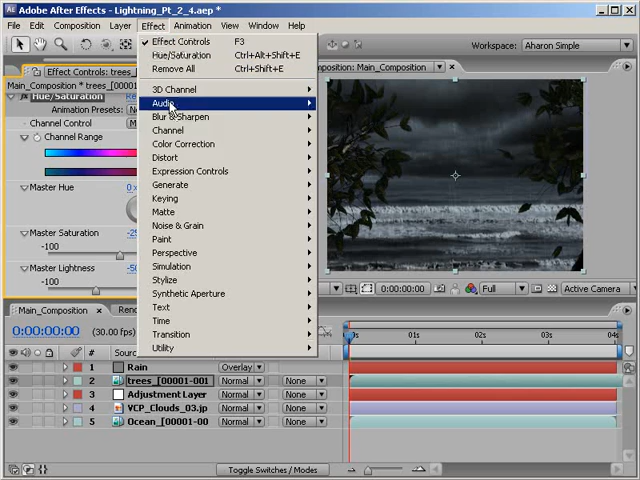 Adobe After Effects - Lightning_Pt_2_4.aep *
File Edit Composition Layer Effect Animation View Window Help
Workspace: Aharon Simple
Effect Controls: trees_[0
Main_Composition * trees_[0000
Hue/Saturation
Animation Presets:
Channel Control
Channel Range
Master Hue
Master Saturation
-100
Master Lightness
-100
Effect Controls F3
Hue/Saturation Ctrl+Alt+Shift+E
Remove All Ctrl+Shift+E
3D Channel
Audio
Blur & Sharpen
Channel
Color Correction
Distort
Expression Controls
Generate
Keying
Matte
Noise & Grain
Paint
Perspective
Simulation
Stylize
Synthetic Aperture
Text
Time
Transition
Utility
position: Main_Composition
0:00:00:00 Full Active Camera
Main_Composition
0:00:00:00 (30.00 fps)
01s 02s 03s 04s
# Sourc
1 Rain Overlay
2 trees_[00001-001 Normal None
3 Adjustment Layer Normal None
4 VCP_Clouds_03.jp Normal None
5 Ocean_[00001-00 Normal None
Toggle Switches / Modes